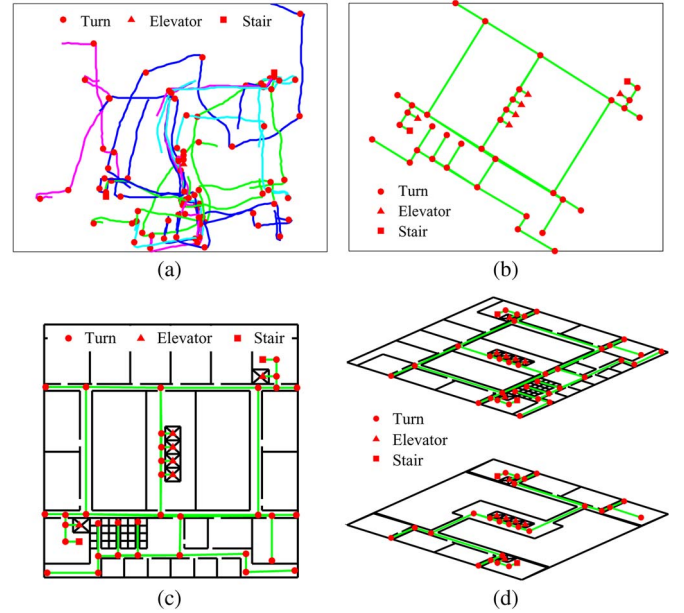 Turn Elevator Stair
(a)
Turn
Elevator
Stair
(b)
Turn Elevator Stair
(c)
Turn
Elevator
Stair
(d)